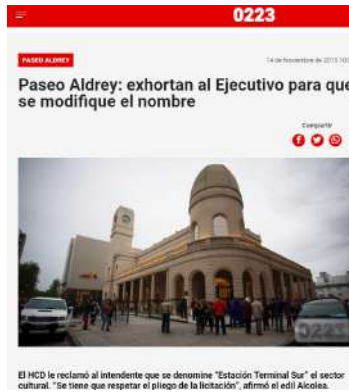 0223
PASEO ALDREY
14 de Noviembre de 2015 10:
Paseo Aldrey: exhortan al Ejecutivo para que
se modifique el nombre
Compartir
0223
El HCD le reclamó al intendente que se denomine "Estación Terminal Sur" el sector
cultural. "Se tiene que respetar el pliego de la licitación", afirmó el edil Alcolea.